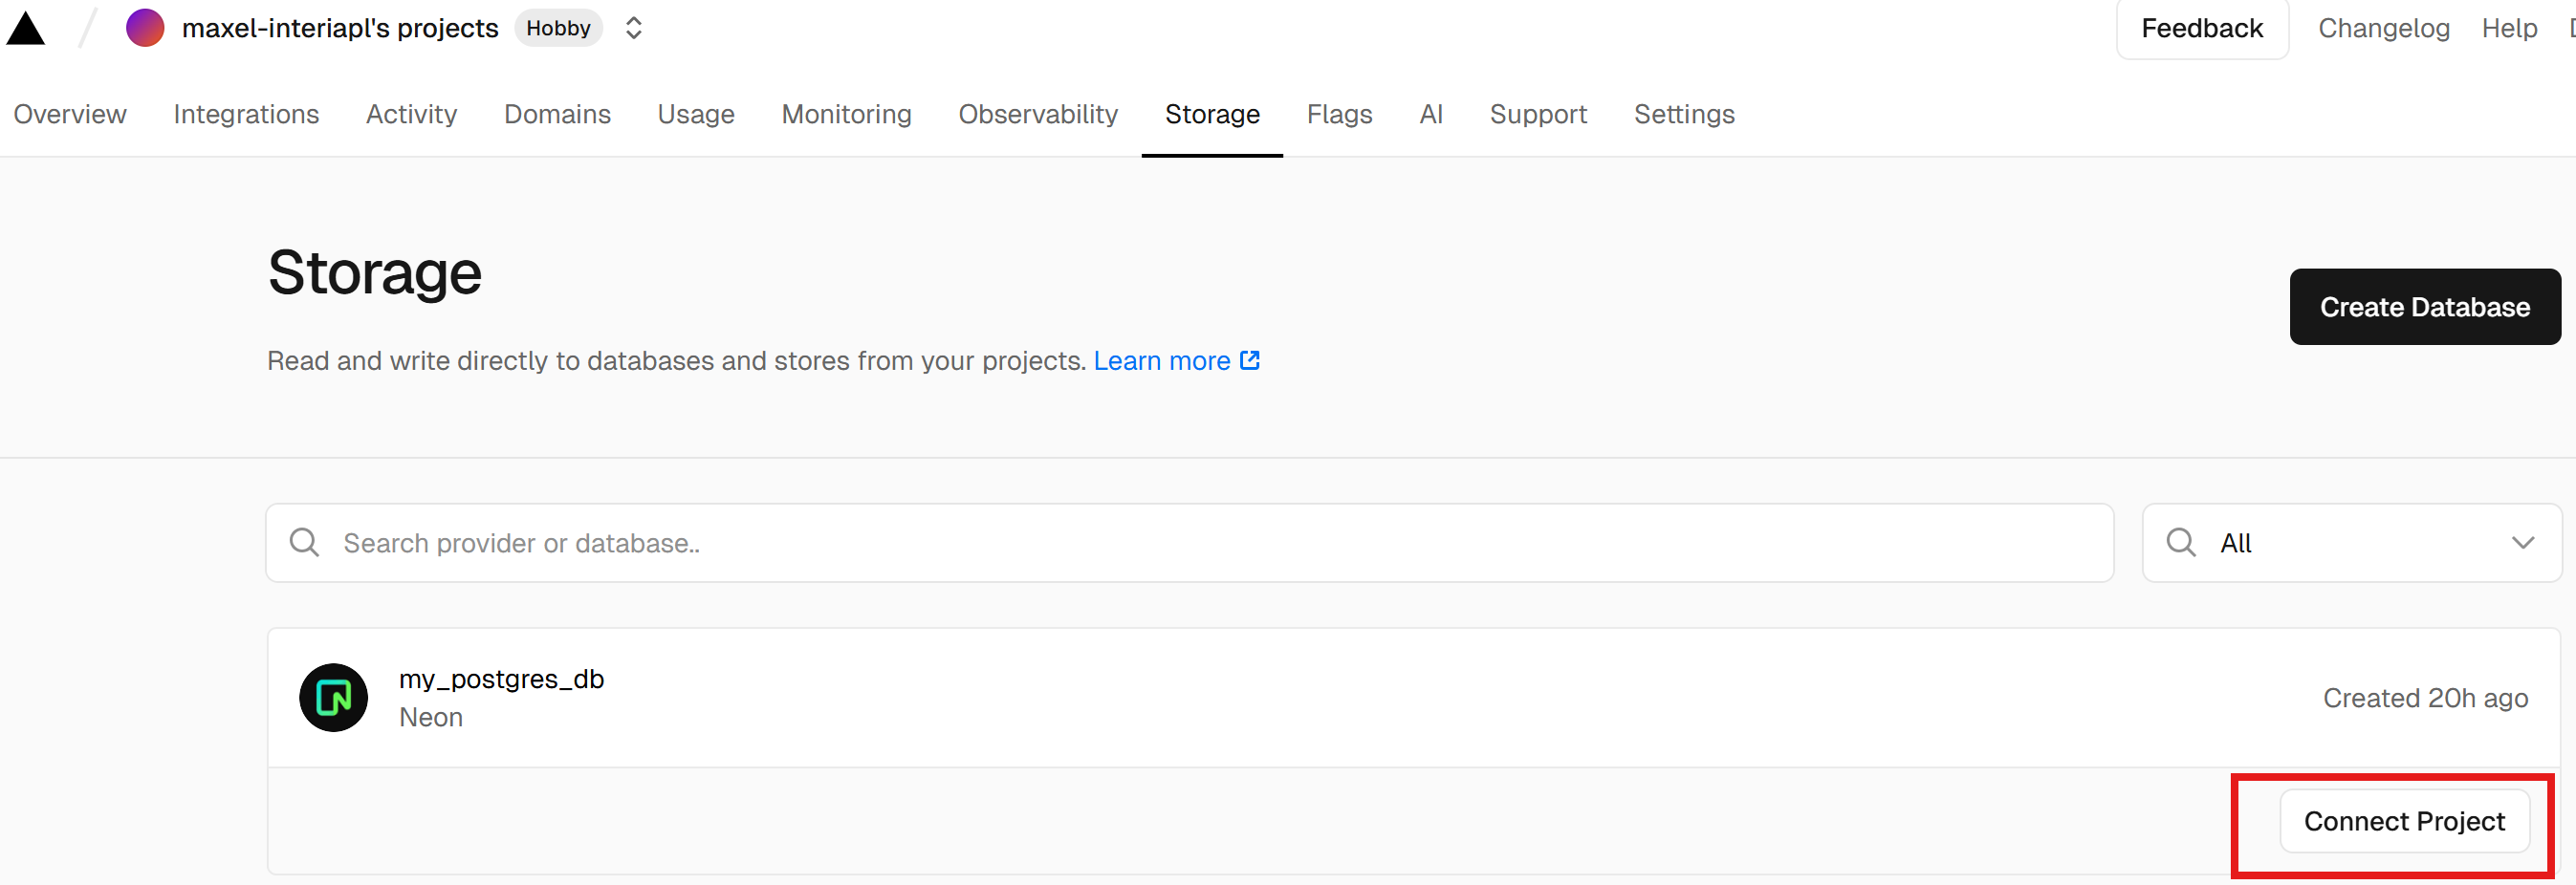 maxel-interiapl's projects Hobby Feedback Changelog Help
Overview Integrations Activity Domains Usage Monitoring Observability Storage Flags AI Support Settings
Storage
Create Database
Read and write directly to databases and stores from your projects. Learn more
Search provider or database.. All
my_postgres_db
Neon
Created 20h ago
Connect Project